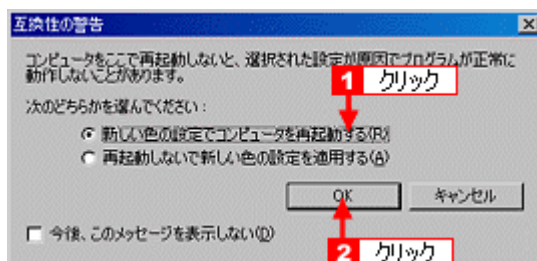 互換性の警告
コンピュータをここで再起動しないと、選択された設定が原因でプログラムが正常に
動作しないことがあります。
1 クリック
次のどちらかを選んでください：
新しい色の設定でコンピュータを再起動する(R)
再起動しないで新しい色の設定を適用する(A)
OK
キャンセル
今後、このメッセージを表示しない(D)
2 クリック